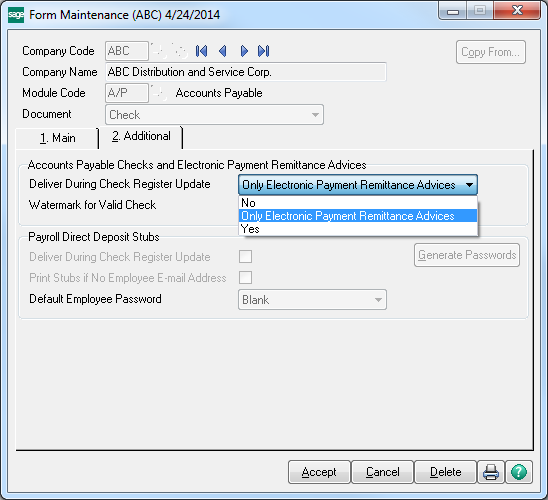 sage Form Maintenance (ABC) 4/24/2014
Company Code ABC Copy From...
Company Name ABC Distribution and Service Corp.
Module Code A/P Accounts Payable
Document Check
1. Main 2. Additional
Accounts Payable Checks and Electronic Payment Remittance Advices
Deliver During Check Register Update Only Electronic Payment Remittance Advices
Watermark for Valid Check No
Only Electronic Payment Remittance Advices
Yes
Payroll Direct Deposit Stubs
Deliver During Check Register Update Generate Passwords
Print Stubs if No Employee E-mail Address
Default Employee Password Blank
Accept Cancel Delete ?